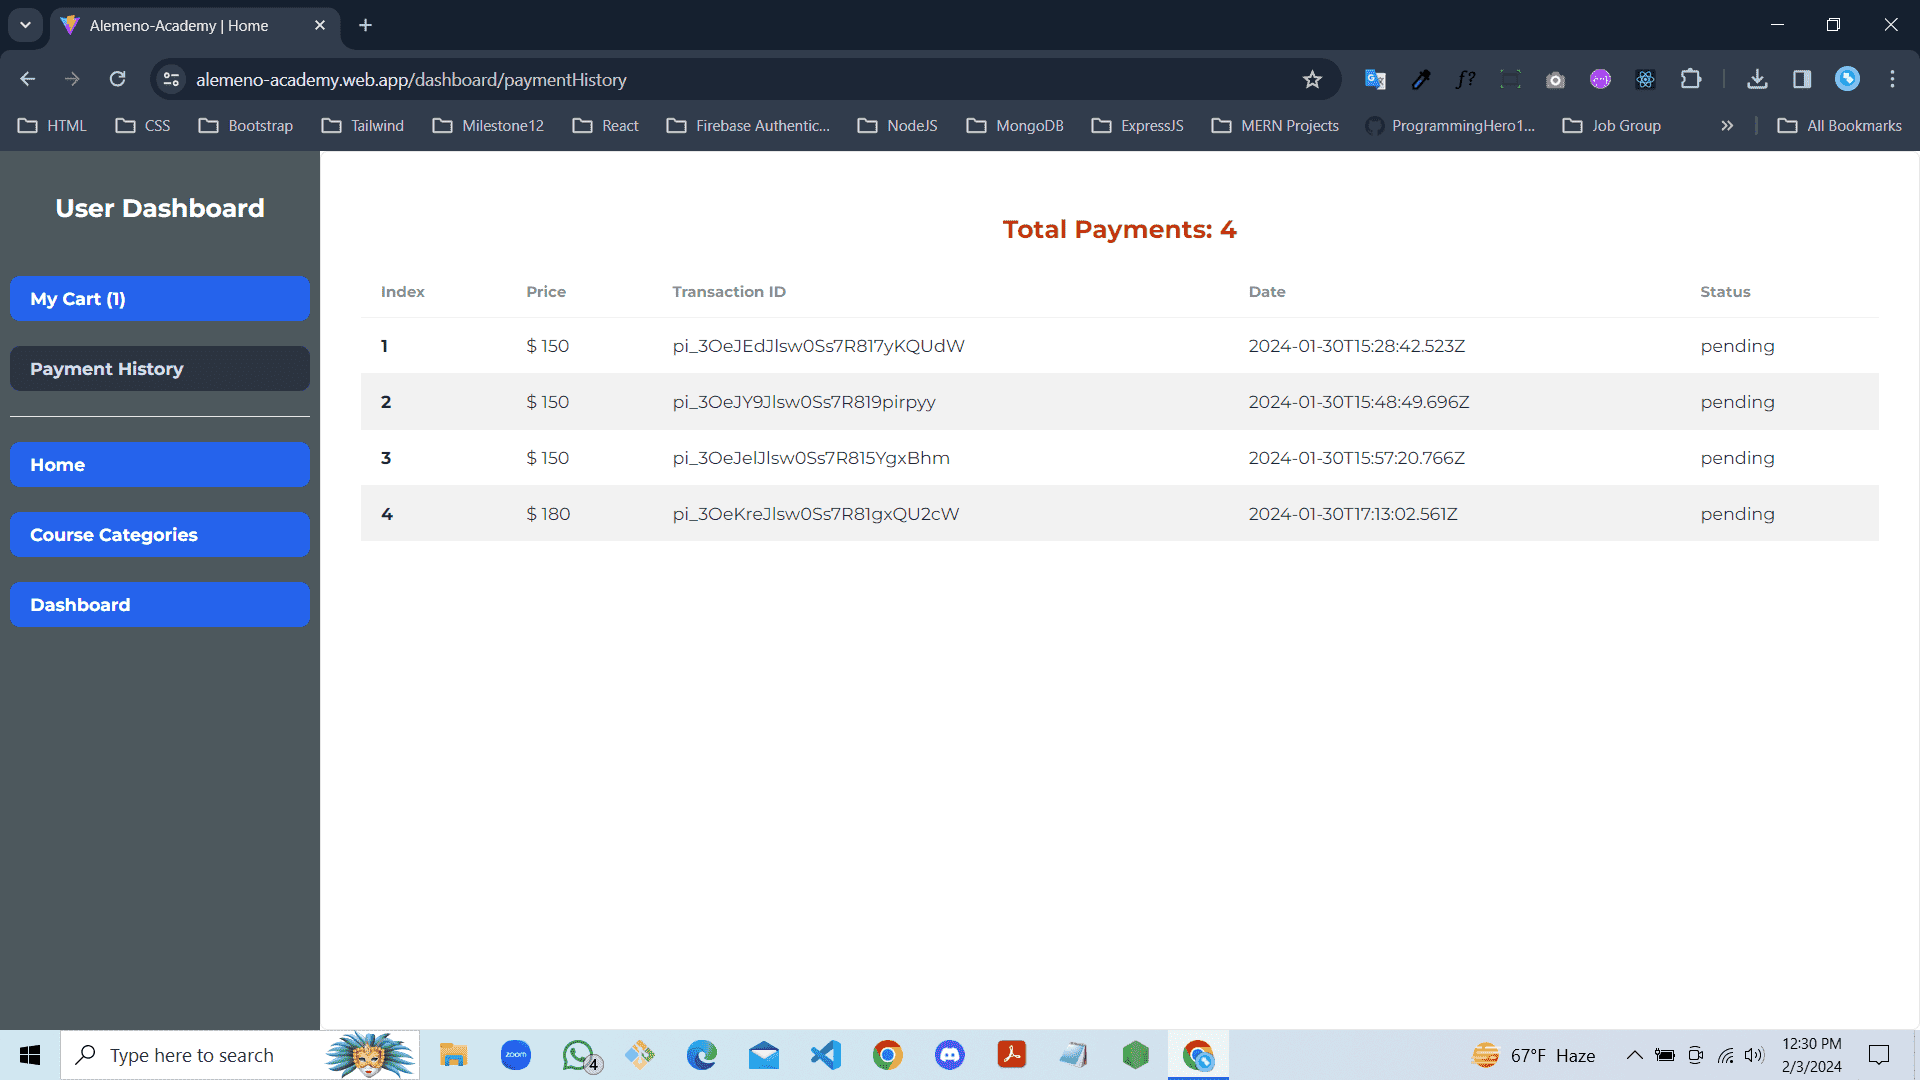 Alemeno-Academy | Home
alemeno-academy.web.app/dashboard/paymentHistory
HTML CSS Bootstrap Tailwind Milestone12 React Firebase Authentic... NodeJS MongoDB ExpressJS MERN Projects ProgrammingHero1... Job Group All Bookmarks
User Dashboard
My Cart (1)
Payment History
Home
Course Categories
Dashboard
Total Payments: 4
Index Price Transaction ID Date Status
1 $ 150 pi_3OeJEdJlsw0Ss7R817yKQUdW 2024-01-30T15:28:42.523Z pending
2 $ 150 pi_3OeJY9Jlsw0Ss7R819pirpyy 2024-01-30T15:48:49.696Z pending
3 $ 150 pi_3OeJelJlsw0Ss7R815YgxBhm 2024-01-30T15:57:20.766Z pending
4 $ 180 pi_3OeKreJlsw0Ss7R81gxQU2cW 2024-01-30T17:13:02.561Z pending
Type here to search
zoom
4
67°F Haze
12:30 PM
2/3/2024